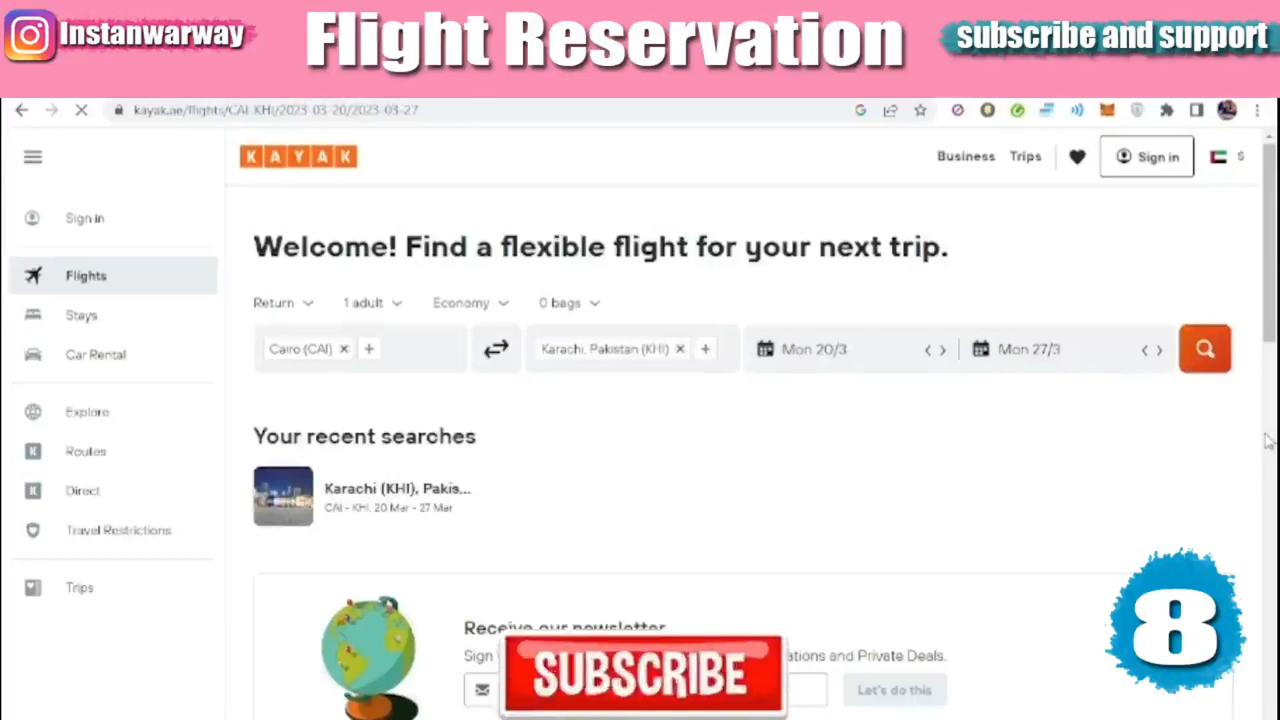 Instanwarway
Flight Reservation
subscribe and support
kayak.ae/flights/CAI-KHI/2023-03-20/2023-03-27
KAYAK
Business Trips Sign in $
Sign in
Flights
Stays
Car Rental
Explore
Routes
Direct
Travel Restrictions
Trips
Welcome! Find a flexible flight for your next trip.
Return 1 adult Economy 0 bags
Cairo (CAI) × + Karachi, Pakistan (KHI) × + Mon 20/3 < > Mon 27/3 < >
Your recent searches
Karachi (KHI), Pakis...
CAI - KHI, 20 Mar - 27 Mar
Receive our newsletter
Sign ations and Private Deals.
Let's do this
SUBSCRIBE
8